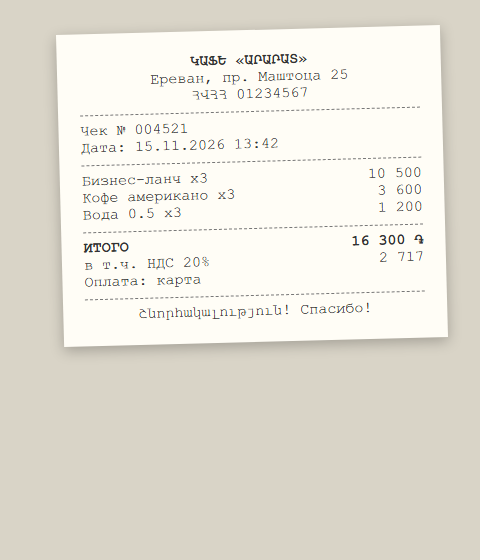 ԿԱՖԵ «ԱՐԱՐԱՏ»
Ереван, пр. Маштоца 25
ՀՎՀՀ 01234567
Чек № 004521
Дата: 15.11.2026 13:42
Бизнес-ланч x3 10 500
Кофе американо x3 3 600
Вода 0.5 x3 1 200
ИТОГО 16 300 ֏
в т.ч. НДС 20% 2 717
Оплата: карта
Շնորհակալություն! Спасибо!